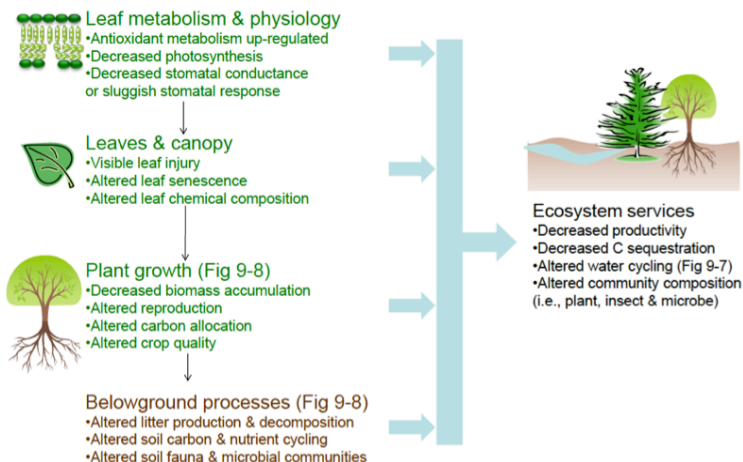 Leaf metabolism & physiology
•Antioxidant metabolism up-regulated
•Decreased photosynthesis
•Decreased stomatal conductance
or sluggish stomatal response
Leaves & canopy
•Visible leaf injury
•Altered leaf senescence
•Altered leaf chemical composition
Plant growth (Fig 9-8)
•Decreased biomass accumulation
•Altered reproduction
•Altered carbon allocation
•Altered crop quality
Belowground processes (Fig 9-8)
•Altered litter production & decomposition
•Altered soil carbon & nutrient cycling
•Altered soil fauna & microbial communities
Ecosystem services
•Decreased productivity
•Decreased C sequestration
•Altered water cycling (Fig 9-7)
•Altered community composition
(i.e., plant, insect & microbe)